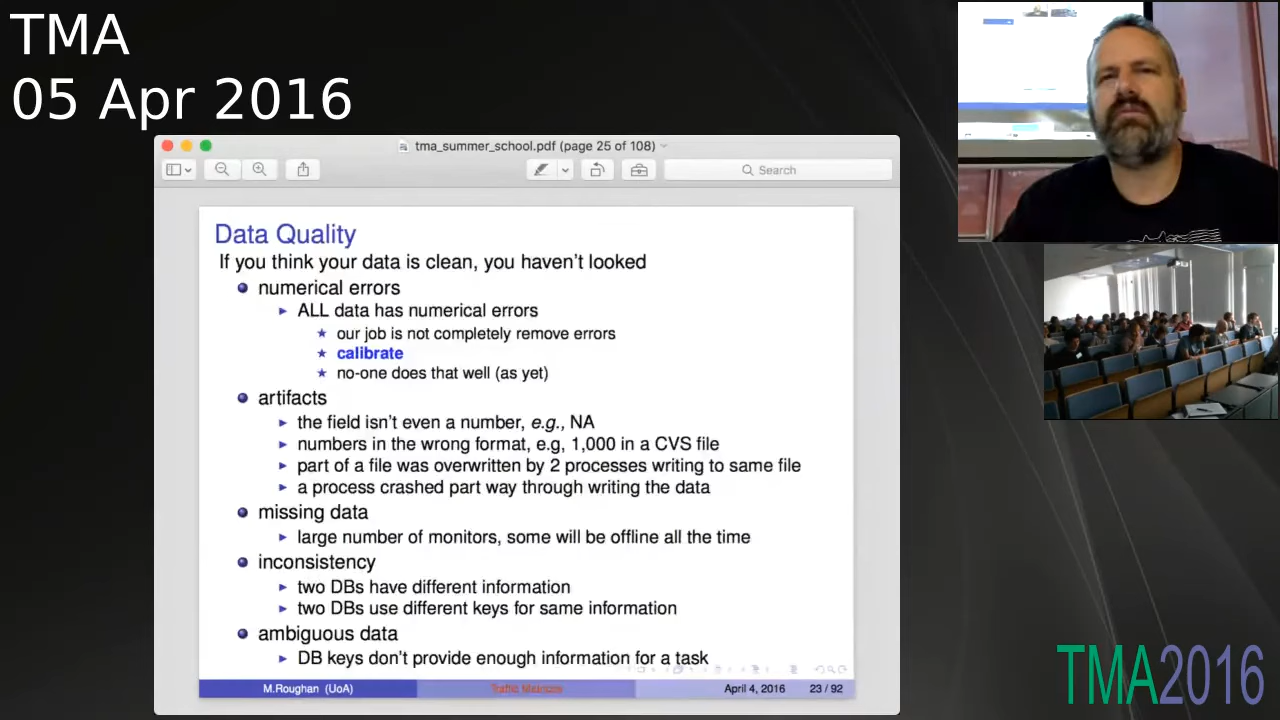 TMA
05 Apr 2016
tma_summer_school.pdf (page 25 of 108)
Search
Data Quality
If you think your data is clean, you haven't looked
numerical errors
ALL data has numerical errors
our job is not completely remove errors
calibrate
no-one does that well (as yet)
artifacts
the field isn't even a number, e.g., NA
numbers in the wrong format, e.g, 1,000 in a CVS file
part of a file was overwritten by 2 processes writing to same file
a process crashed part way through writing the data
missing data
large number of monitors, some will be offline all the time
inconsistency
two DBs have different information
two DBs use different keys for same information
ambiguous data
DB keys don't provide enough information for a task
M.Roughan (UoA)
Traffic Matrices
April 4, 2016
23 / 92
TMA2016